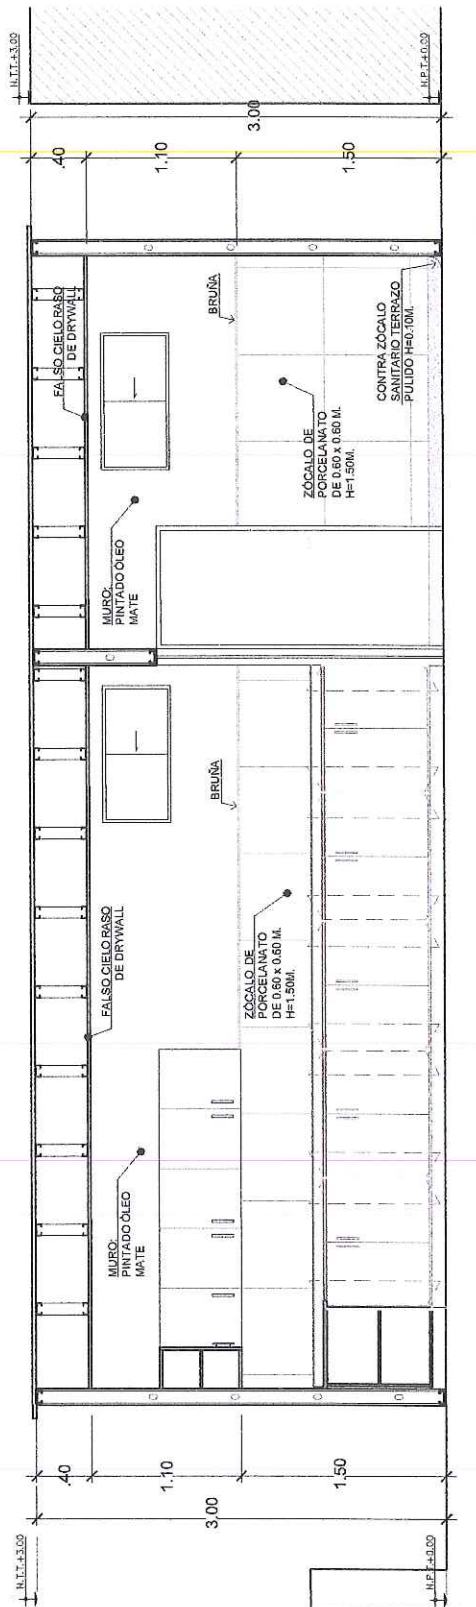 N.T.T.+3.00
.40
1.10
3.00
1.50
N.P.T.+0.00
MURO:
PINTADO ÓLEO
MATE
FALSO CIELO RASO
DE DRYWALL
ZÓCALO DE
PORCELANATO
DE 0.60 x 0.60 M.
H=1.50M.
BRUÑA
MURO:
PINTADO ÓLEO
MATE
FALSO CIELO RASO
DE DRYWALL
ZÓCALO DE
PORCELANATO
DE 0.60 x 0.60 M.
H=1.50M.
BRUÑA
CONTRA ZÓCALO
SANITARIO TERRAZO
PULIDO H=0.10M.
.40
1.10
1.50
3.00
N.T.T.+3.00
N.P.T.+0.00